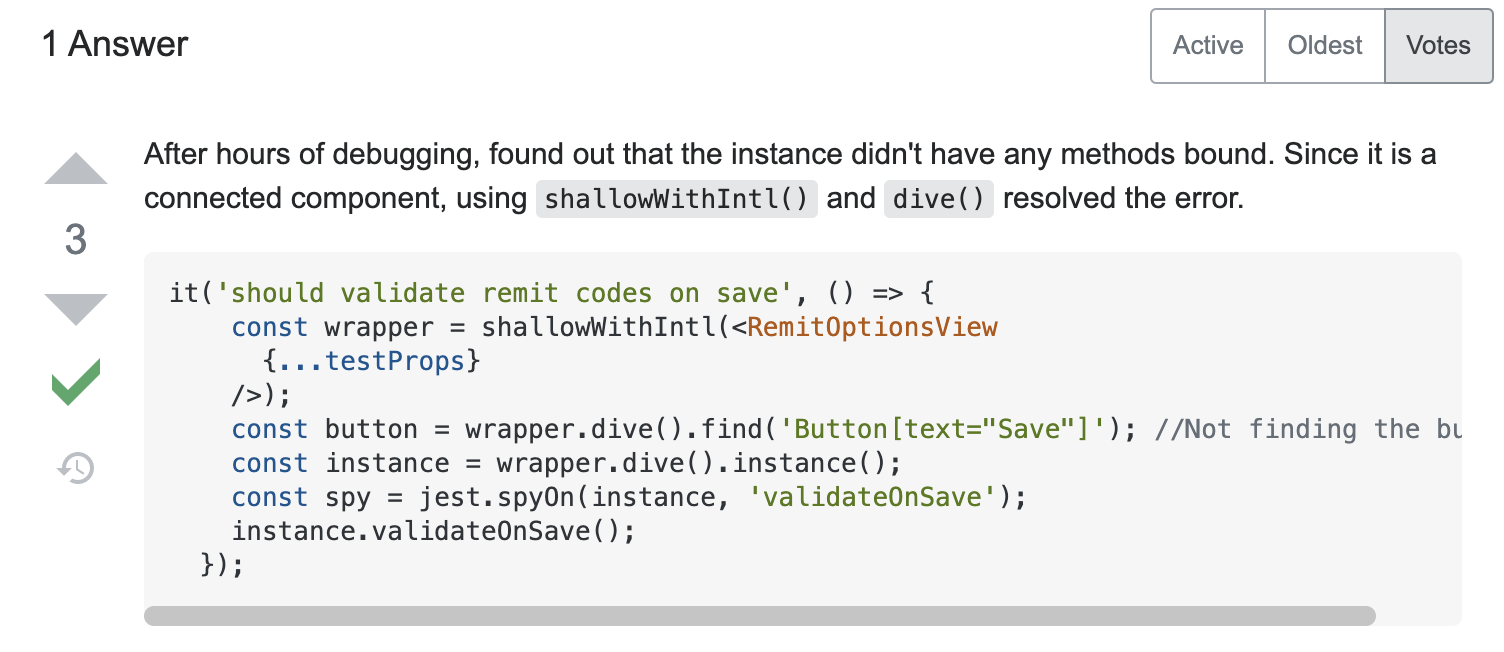 1 Answer
Active Oldest Votes
After hours of debugging, found out that the instance didn't have any methods bound. Since it is a
connected component, using shallowWithIntl() and dive() resolved the error.
3
it('should validate remit codes on save', () => {
    const wrapper = shallowWithIntl(<RemitOptionsView
      {...testProps}
    />);
    const button = wrapper.dive().find('Button[text="Save"]'); //Not finding the
    const instance = wrapper.dive().instance();
    const spy = jest.spyOn(instance, 'validateOnSave');
    instance.validateOnSave();
  });